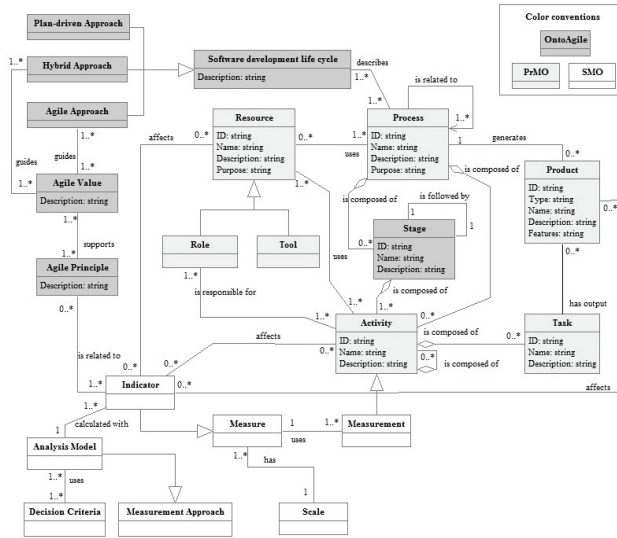 Plan-driven Approach
Color conventions
OntoAgile
PrMO
SMO
Hybrid Approach
1..*
Software development life cycle
Description: string
describes
1..*
1..*
is related to
1..*
Agile Approach
1..*
guides
guides
1..*
1..*
Agile Value
Description: string
1..*
supports
1..*
Agile Principle
Description: string
0..*
affects
0..*
Resource
ID: string
Name: string
Description: string
Purpose: string
0..*
1..*
uses
1..*
Process
ID: string
Name: string
Description: string
Purpose: string
1
generates
0..*
is composed of
is composed of
Product
ID: string
Type: string
Name: string
Description: string
Features: string
0..*
0..*
is followed by
1
1
Stage
ID: string
Name: string
Description: string
0..*
Role
Tool
1..*
uses
is responsible for
is composed of
1..*
1..*
0..*
has output
Activity
ID: string
Name: string
Description: string
is composed of
0..*
0..*
is composed of
Task
ID: string
Name: string
Description: string
affects
0..*
is related to
0..*
0..*
1..*
Indicator
0..*
affects
1..*
calculated with
1
Analysis Model
Measure
1
uses
1..*
Measurement
1..*
has
1
1..*
uses
1..*
Decision Criteria
Measurement Approach
Scale